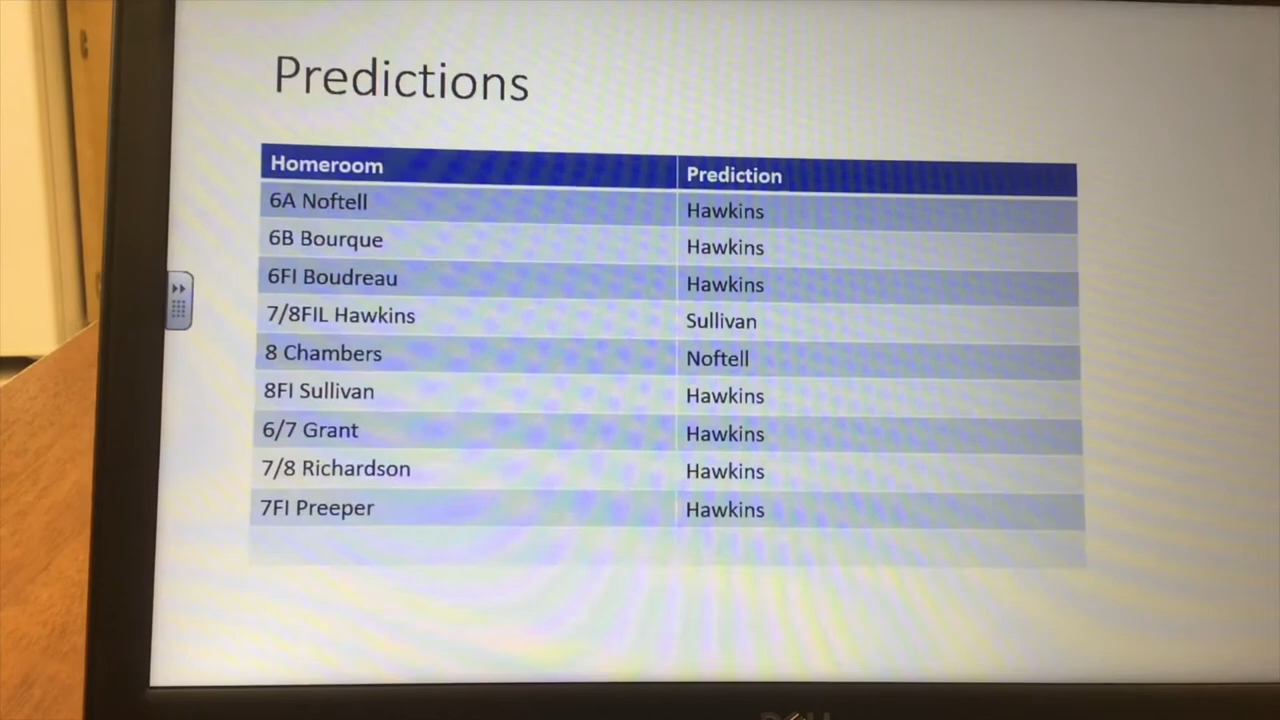 Predictions
Homeroom Prediction
6A Noftell Hawkins
6B Bourque Hawkins
6FI Boudreau Hawkins
7/8FIL Hawkins Sullivan
8 Chambers Noftell
8FI Sullivan Hawkins
6/7 Grant Hawkins
7/8 Richardson Hawkins
7FI Preeper Hawkins